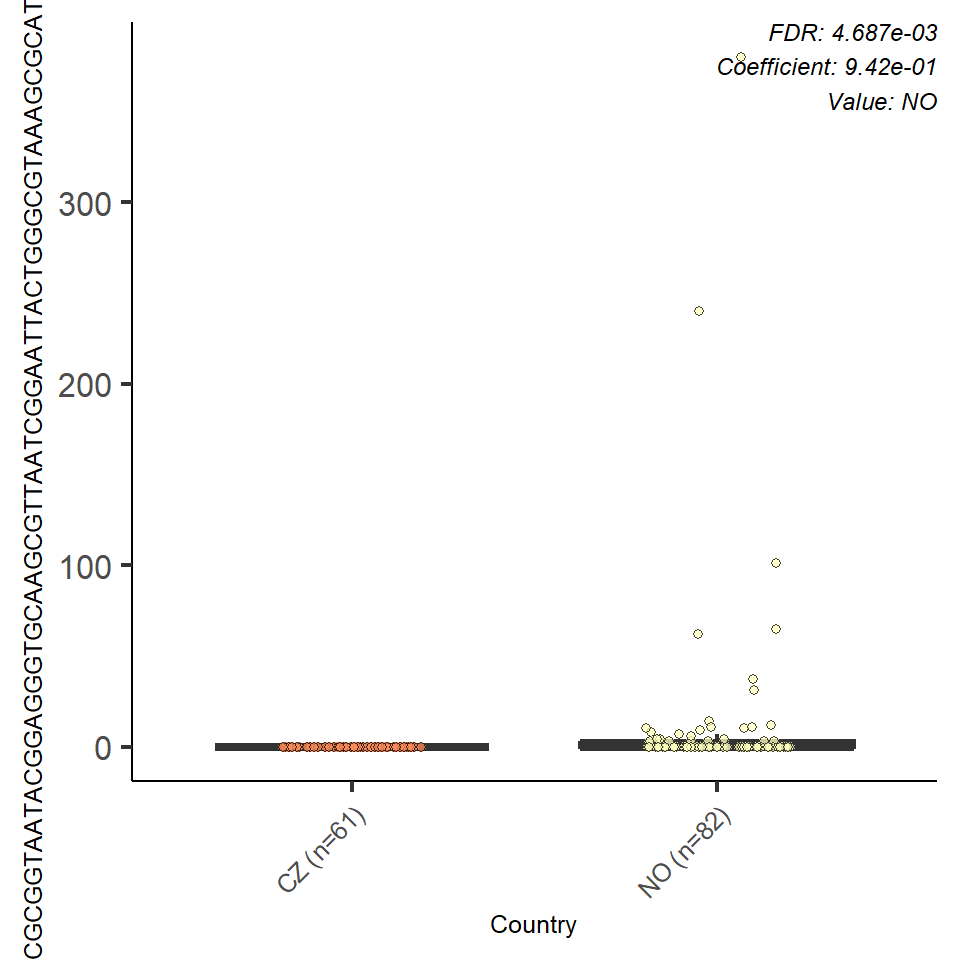 FDR: 4.687e-03
Coefficient: 9.42e-01
Value: NO
CGCGGTAATACGGAGGGTGCAAGCGTTAATCGGAATTACTGGGCGTAAAGCGCAT
300
200
100
0
CZ (n=61)
NO (n=82)
Country